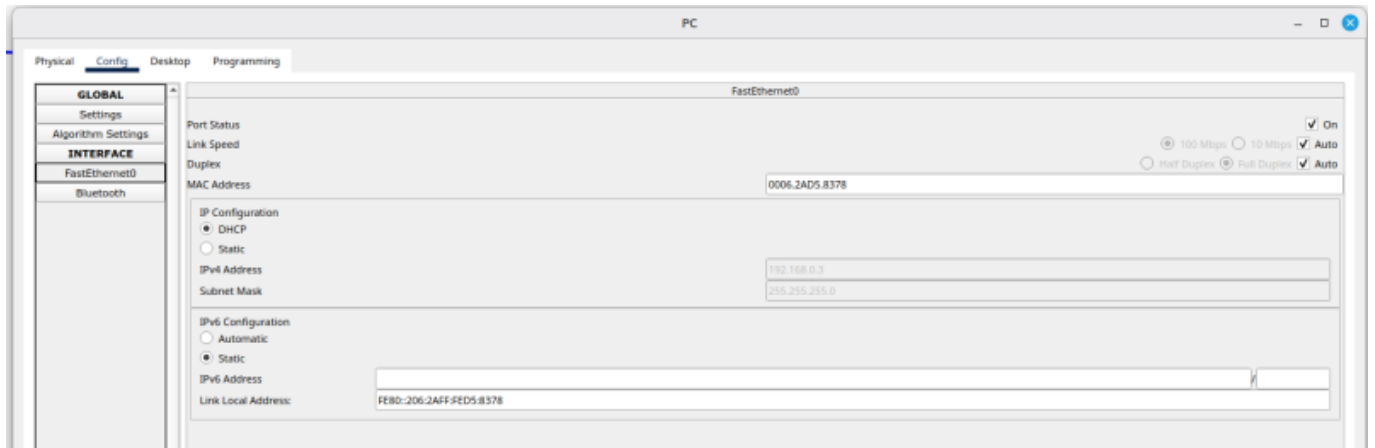 PC
Physical Config Desktop Programming
GLOBAL
Settings
Algorithm Settings
INTERFACE
FastEthernet0
Bluetooth
FastEthernet0
Port Status On
Link Speed 100 Mbps 10 Mbps Auto
Duplex Half Duplex Full Duplex Auto
MAC Address 0006.2AD5.8378
IP Configuration
DHCP
Static
IPv4 Address 192.168.0.3
Subnet Mask 255.255.255.0
IPv6 Configuration
Automatic
Static
IPv6 Address /
Link Local Address: FE80::206:2AFF:FED5:8378